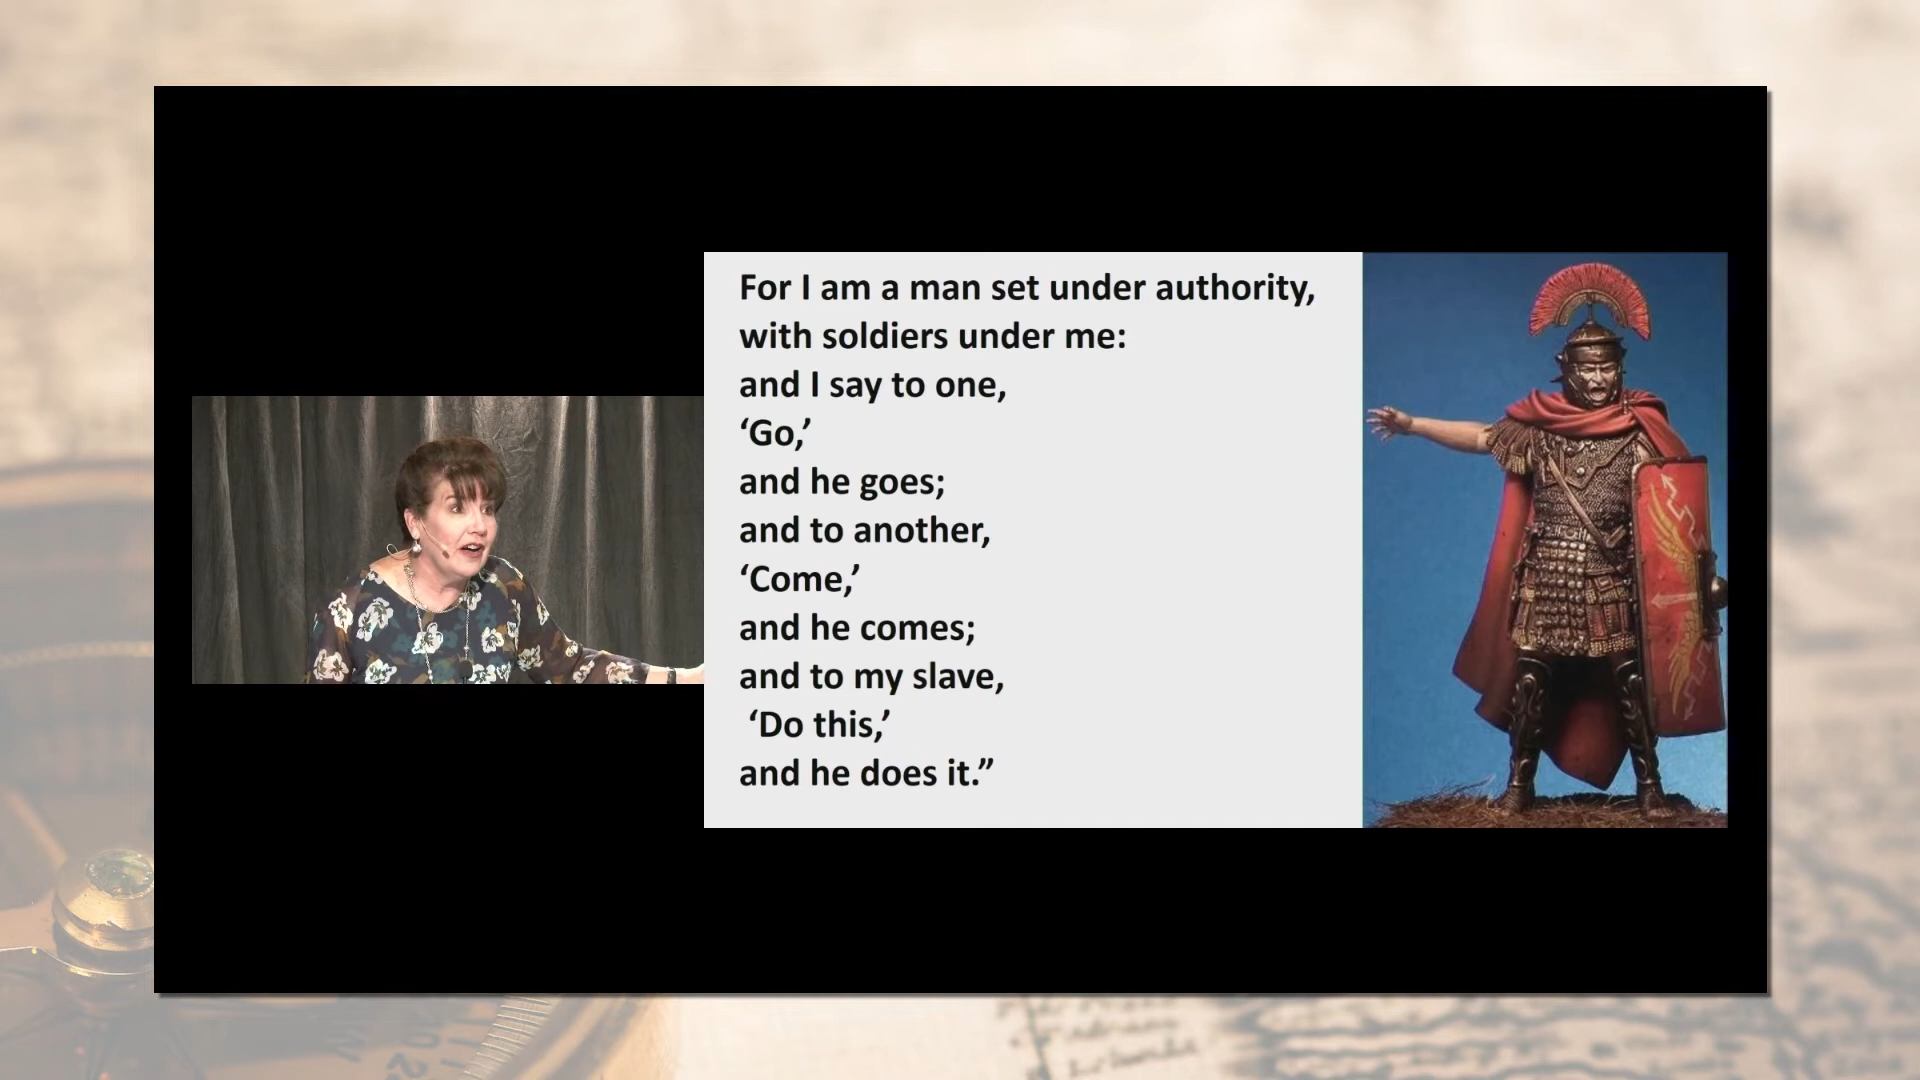 For I am a man set under authority,
with soldiers under me:
and I say to one,
‘Go,’
and he goes;
and to another,
‘Come,’
and he comes;
and to my slave,
‘Do this,’
and he does it.”